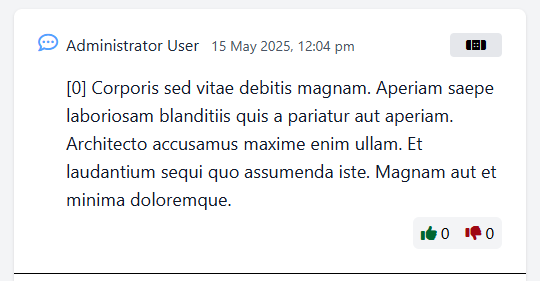 Administrator User 15 May 2025, 12:04 pm
[0] Corporis sed vitae debitis magnam. Aperiam saepe
laboriosam blanditiis quis a pariatur aut aperiam.
Architecto accusamus maxime enim ullam. Et
laudantium sequi quo assumenda iste. Magnam aut et
minima doloremque.
0 0